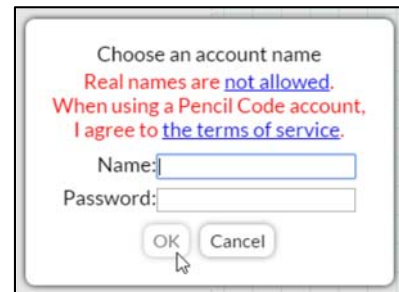 Choose an account name
Real names are not allowed.
When using a Pencil Code account,
I agree to the terms of service.
Name:
Password:
OK Cancel